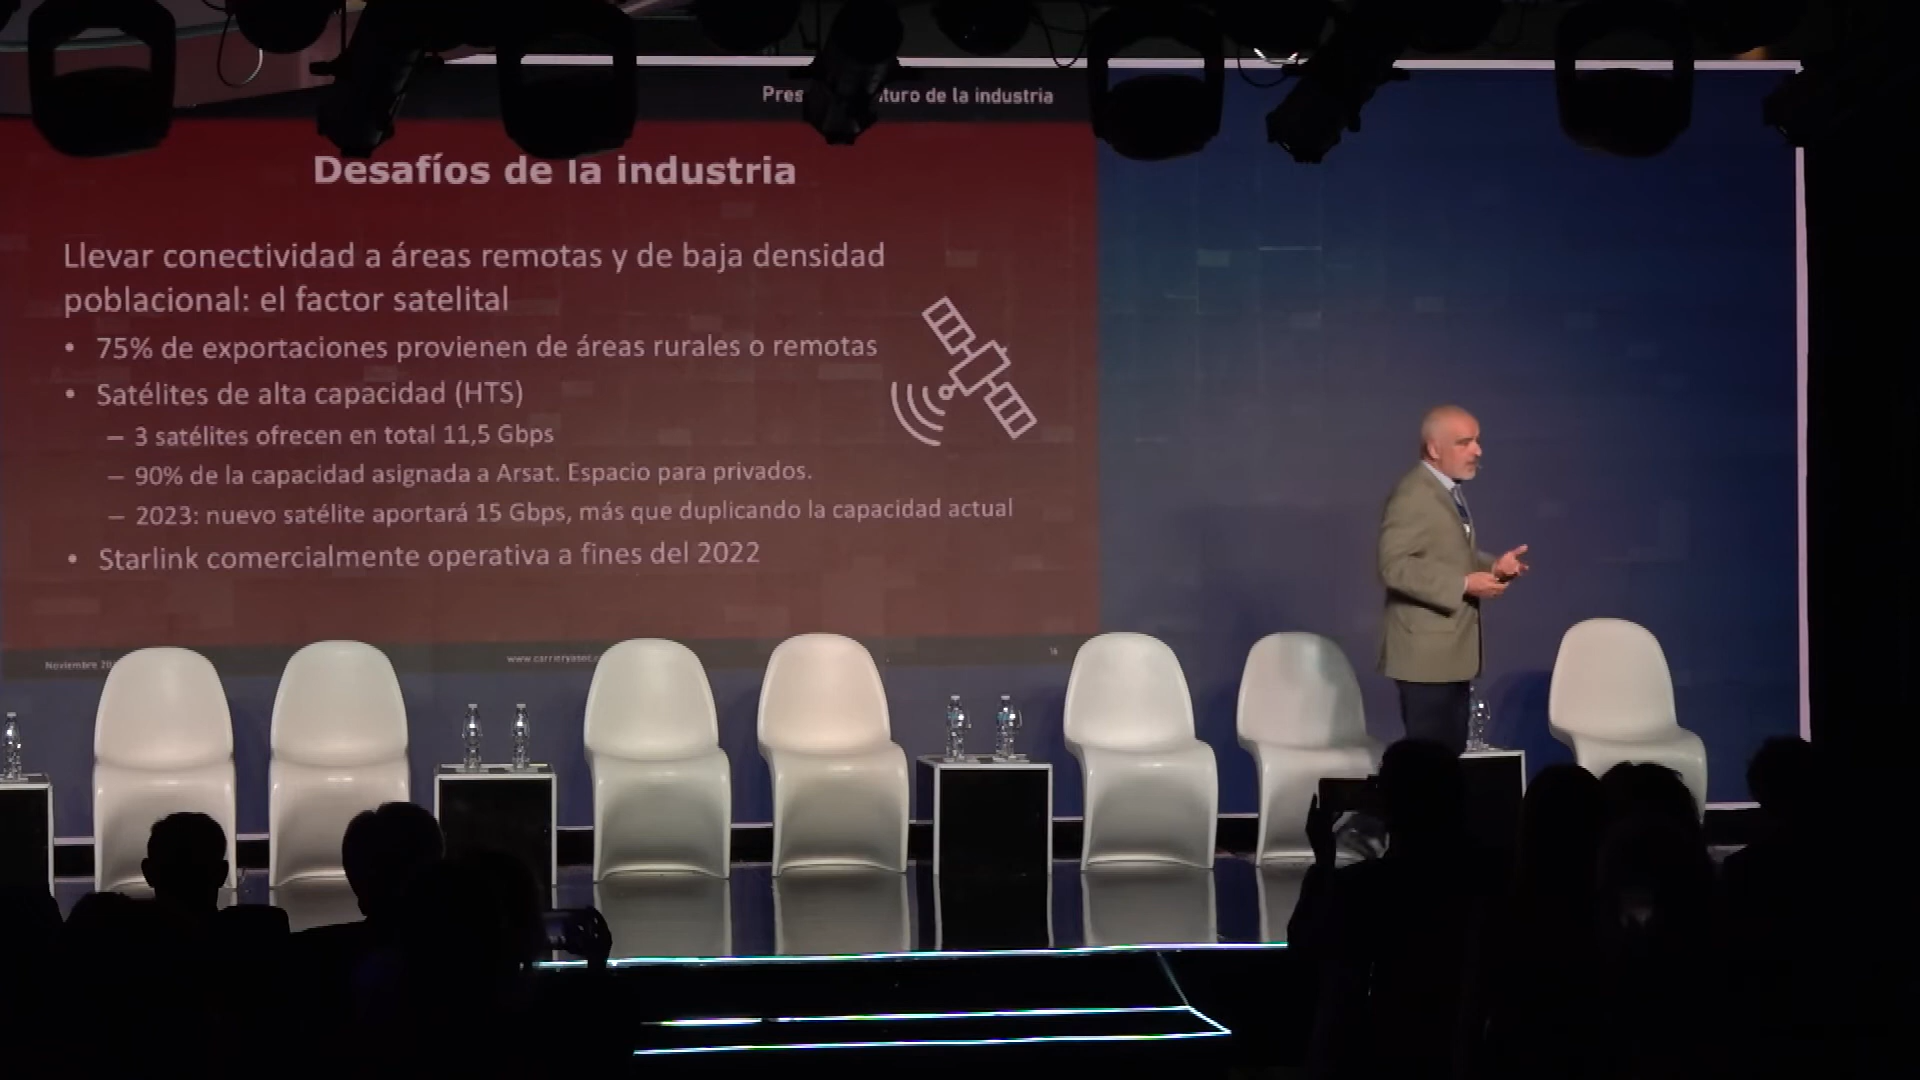 turo de la industria
Desafíos de la industria
Llevar conectividad a áreas remotas y de baja densidad
poblacional: el factor satelital
• 75% de exportaciones provienen de áreas rurales o remotas
• Satélites de alta capacidad (HTS)
– 3 satélites ofrecen en total 11,5 Gbps
– 90% de la capacidad asignada a Arsat. Espacio para privados.
– 2023: nuevo satélite aportará 15 Gbps, más que duplicando la capacidad actual
• Starlink comercialmente operativa a fines del 2022
Noviembre